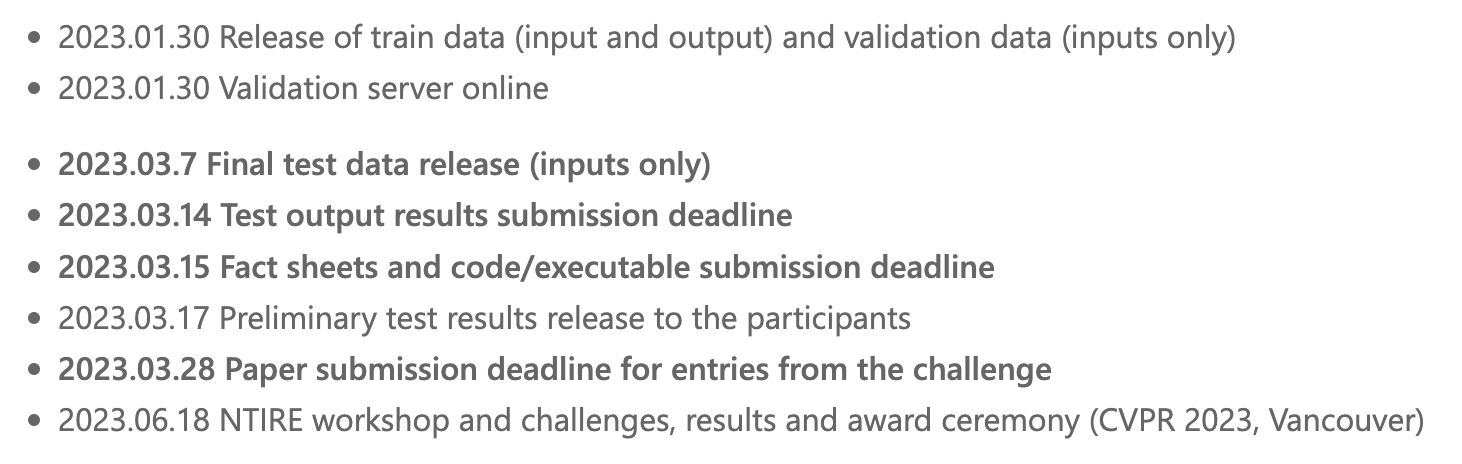 • 2023.01.30 Release of train data (input and output) and validation data (inputs only)
• 2023.01.30 Validation server online
• 2023.03.7 Final test data release (inputs only)
• 2023.03.14 Test output results submission deadline
• 2023.03.15 Fact sheets and code/executable submission deadline
• 2023.03.17 Preliminary test results release to the participants
• 2023.03.28 Paper submission deadline for entries from the challenge
• 2023.06.18 NTIRE workshop and challenges, results and award ceremony (CVPR 2023, Vancouver)